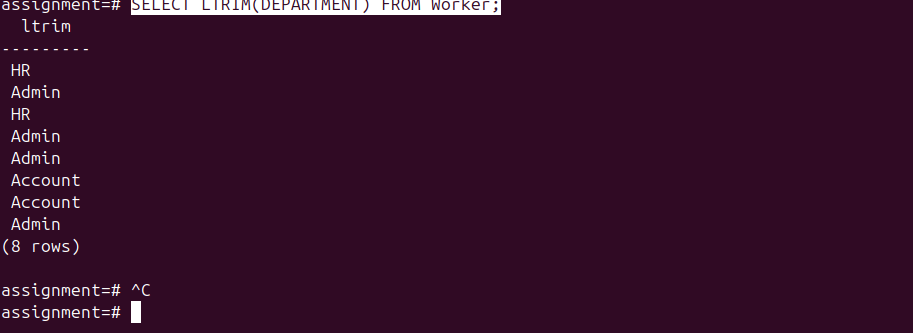 assignment=# SELECT LTRIM(DEPARTMENT) FROM Worker;
ltrim
---------
HR
Admin
HR
Admin
Admin
Account
Account
Admin
(8 rows)
assignment=# ^C
assignment=#